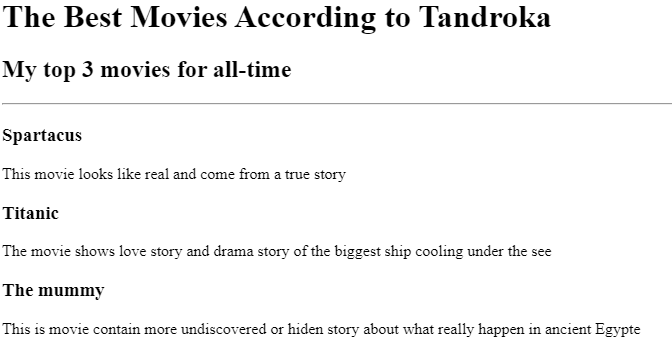 The Best Movies According to Tandroka
My top 3 movies for all-time
Spartacus
This movie looks like real and come from a true story
Titanic
The movie shows love story and drama story of the biggest ship cooling under the see
The mummy
This is movie contain more undiscovered or hiden story about what really happen in ancient Egypte